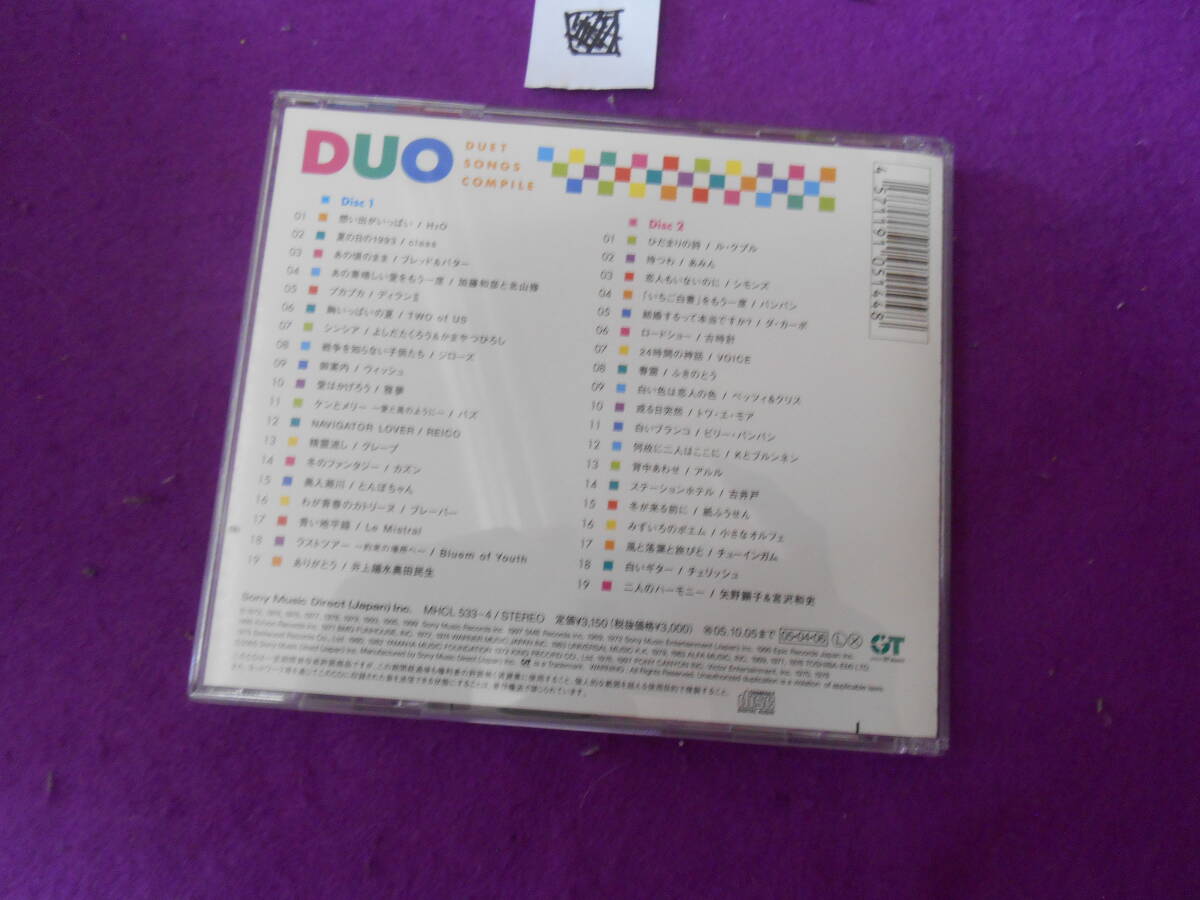 DUO
DUET
SONGS
COMPILE
Disc 1
01 想い出がいっぱい / H2O
02 夏の日の1993 / class
03 あの頃のまま / ブレッド&バター
04 あの素晴しい愛をもう一度 / 加藤和彦と北山修
05 プカプカ / ディランⅡ
06 胸いっぱいの夏 / TWO of US
07 シンシア / よしだたくろう&かまやつひろし
08 戦争を知らない子供たち / ジローズ
09 御案内 / ウィッシュ
10 愛はかげろう / 雅夢
11 ケンとメリー 〜愛と風のように〜 / バズ
12 NAVIGATOR LOVER / REICO
13 精霊流し / グレープ
14 冬のファンタジー / カズン
15 貴人潮川 / とんぼちゃん
16 わが青春のカトリーヌ / ブレーバー
17 青い地平線 / Le Mistral
18 ラストツアー 〜約束の場所へ〜 / Bluem of Youth
19 ありがとう / 井上陽水奥田民生
Disc 2
01 ひだまりの詩 / ル・クプル
02 待つわ / あみん
03 恋人もいないのに / シモンズ
04 「いちご白書」をもう一度 / バンバン
05 結婚するって本当ですか? / ダ・カーポ
06 ロードショー / 古時計
07 24時間の神話 / VOICE
08 春雷 / ふきのとう
09 白い色は恋人の色 / ベッツィ&クリス
10 或る日突然 / トワ・エ・モア
11 白いブランコ / ビリー・バンバン
12 何故に二人はここに / Kとブルンネン
13 背中あわせ / アルル
14 ステーションホテル / 古井戸
15 冬が来る前に / 紙ふうせん
16 みずいろのポエム / 小さなオルフェ
17 風と落葉と旅びと / チューインガム
18 白いギター / チェリッシュ
19 二人のハーモニー / 矢野顕子&宮沢和史
4 571191 051448
Sony Music Direct (Japan) Inc. MHCL 533~4 / STEREO 定価¥3,150 (税抜価格¥3,000) 05.10.05まで 05・04・06 L X GT
COMPACT
disc
DIGITAL AUDIO